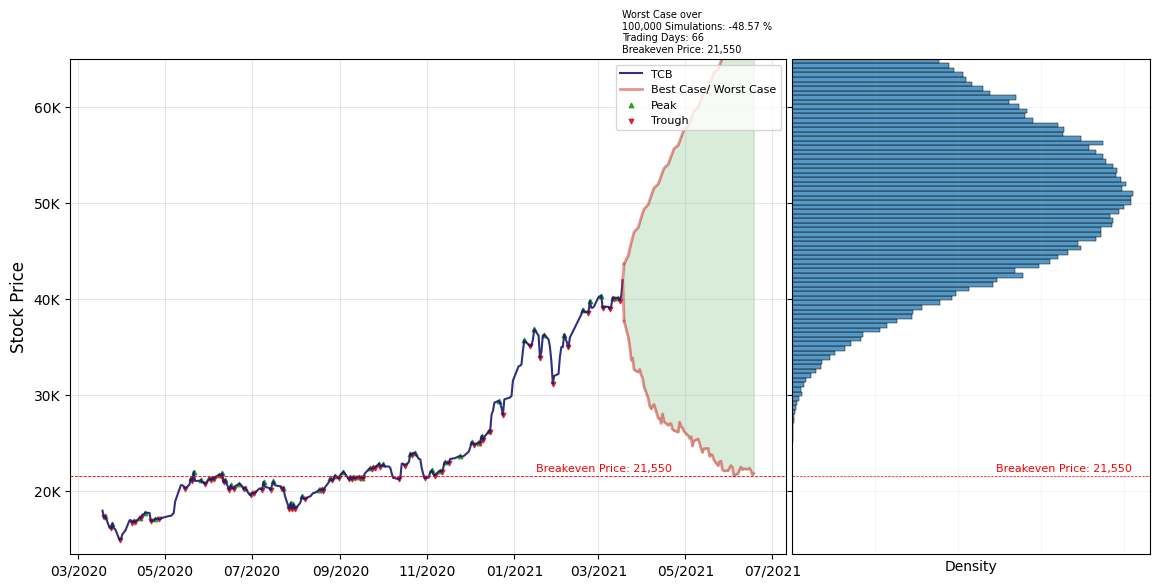 Worst Case over
100,000 Simulations: -48.57 %
Trading Days: 66
Breakeven Price: 21,550
TCB
Best Case/ Worst Case
Peak
Trough
60K
50K
40K
30K
20K
Stock Price
Breakeven Price: 21,550
Breakeven Price: 21,550
03/2020
05/2020
07/2020
09/2020
11/2020
01/2021
03/2021
05/2021
07/2021
Density